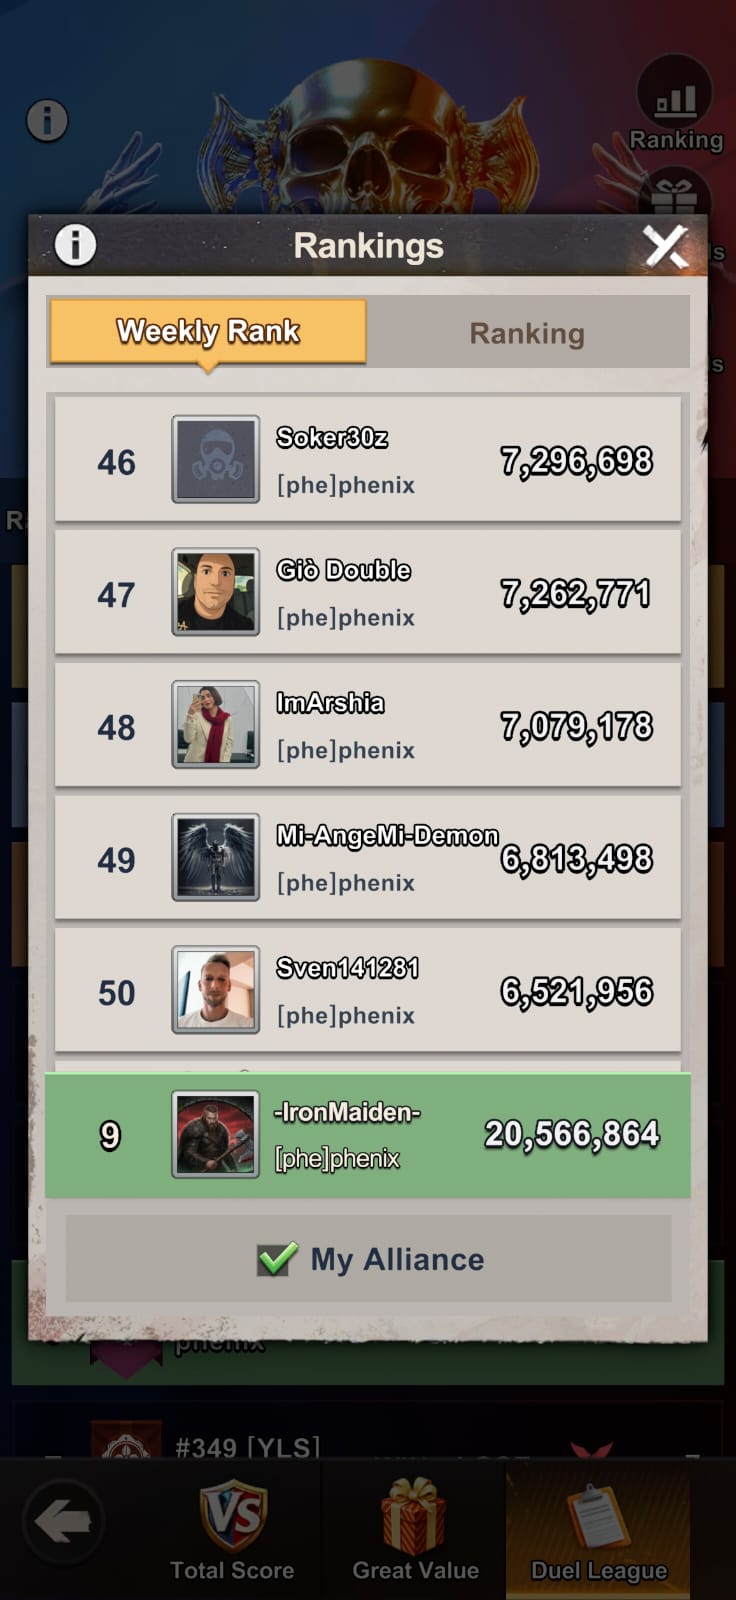 Ranking
Rankings
Weekly Rank
Ranking
46
Soker30z
[phe]phenix
7,296,698
47
Giò Double
[phe]phenix
7,262,771
48
ImArshia
[phe]phenix
7,079,178
49
Mi-AngeMi-Demon
[phe]phenix
6,813,498
50
Sven141281
[phe]phenix
6,521,956
9
-IronMaiden-
[phe]phenix
20,566,864
My Alliance
phenix
#349 [YLS]
VS
Total Score
Great Value
Duel League